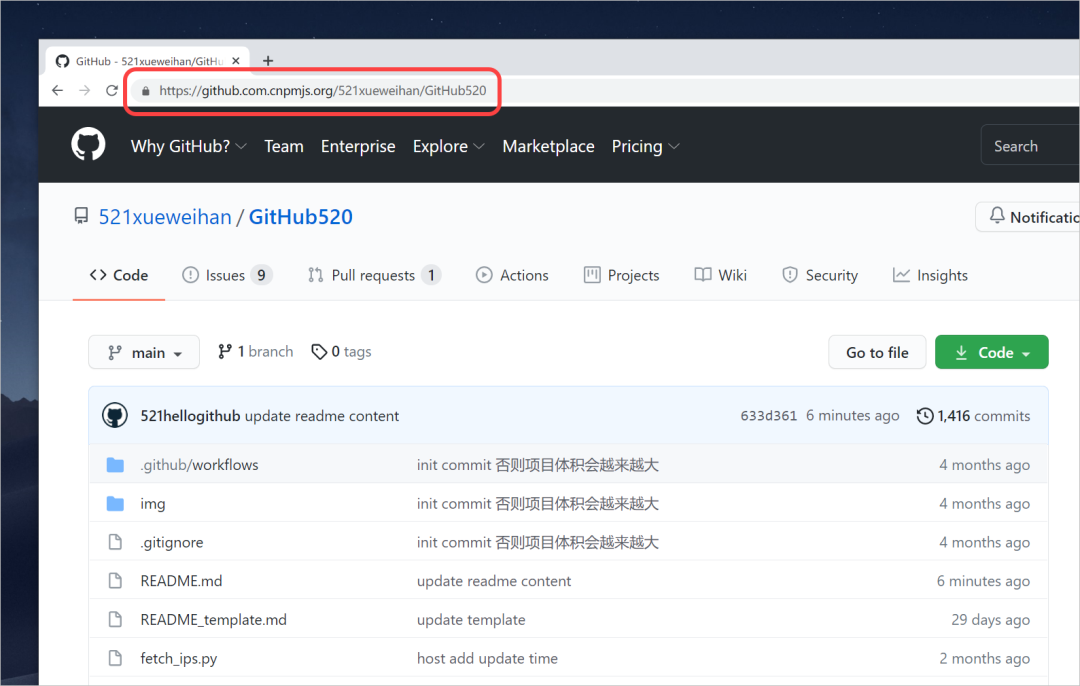 GitHub - 521xueweihan/GitHu
https://github.com.cnpmjs.org/521xueweihan/GitHub520
Why GitHub? Team Enterprise Explore Marketplace Pricing Search
521xueweihan / GitHub520 Notificatio
Code Issues 9 Pull requests 1 Actions Projects Wiki Security Insights
main 1 branch 0 tags Go to file Code
521hellogithub update readme content 633d361 6 minutes ago 1,416 commits
.github/workflows init commit 否则项目体积会越来越大 4 months ago
img init commit 否则项目体积会越来越大 4 months ago
.gitignore init commit 否则项目体积会越来越大 4 months ago
README.md update readme content 6 minutes ago
README_template.md update template 29 days ago
fetch_ips.py host add update time 2 months ago